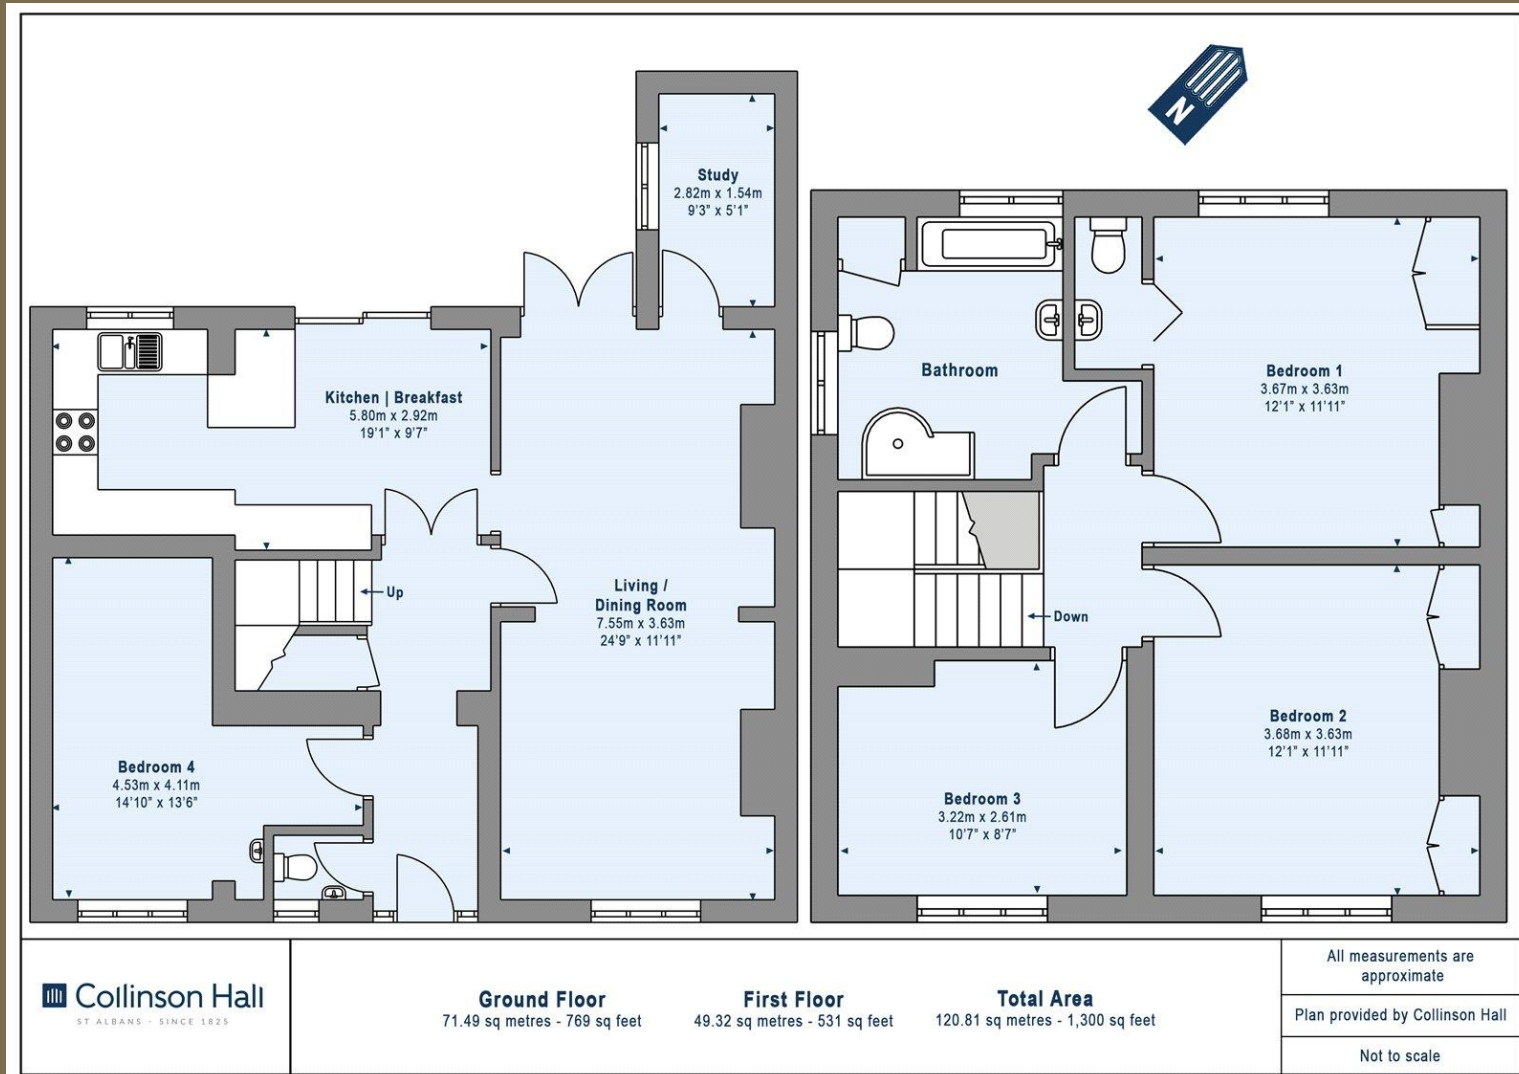 N
Study
2.82m x 1.54m
9'3" x 5'1"
Kitchen | Breakfast
5.80m x 2.92m
19'1" x 9'7"
Up
Living /
Dining Room
7.55m x 3.63m
24'9" x 11'11"
Bedroom 4
4.53m x 4.11m
14'10" x 13'6"
Bathroom
Bedroom 1
3.67m x 3.63m
12'1" x 11'11"
Down
Bedroom 2
3.68m x 3.63m
12'1" x 11'11"
Bedroom 3
3.22m x 2.61m
10'7" x 8'7"
Collinson Hall
ST ALBANS - SINCE 1825
Ground Floor
71.49 sq metres - 769 sq feet
First Floor
49.32 sq metres - 531 sq feet
Total Area
120.81 sq metres - 1,300 sq feet
All measurements are
approximate
Plan provided by Collinson Hall
Not to scale